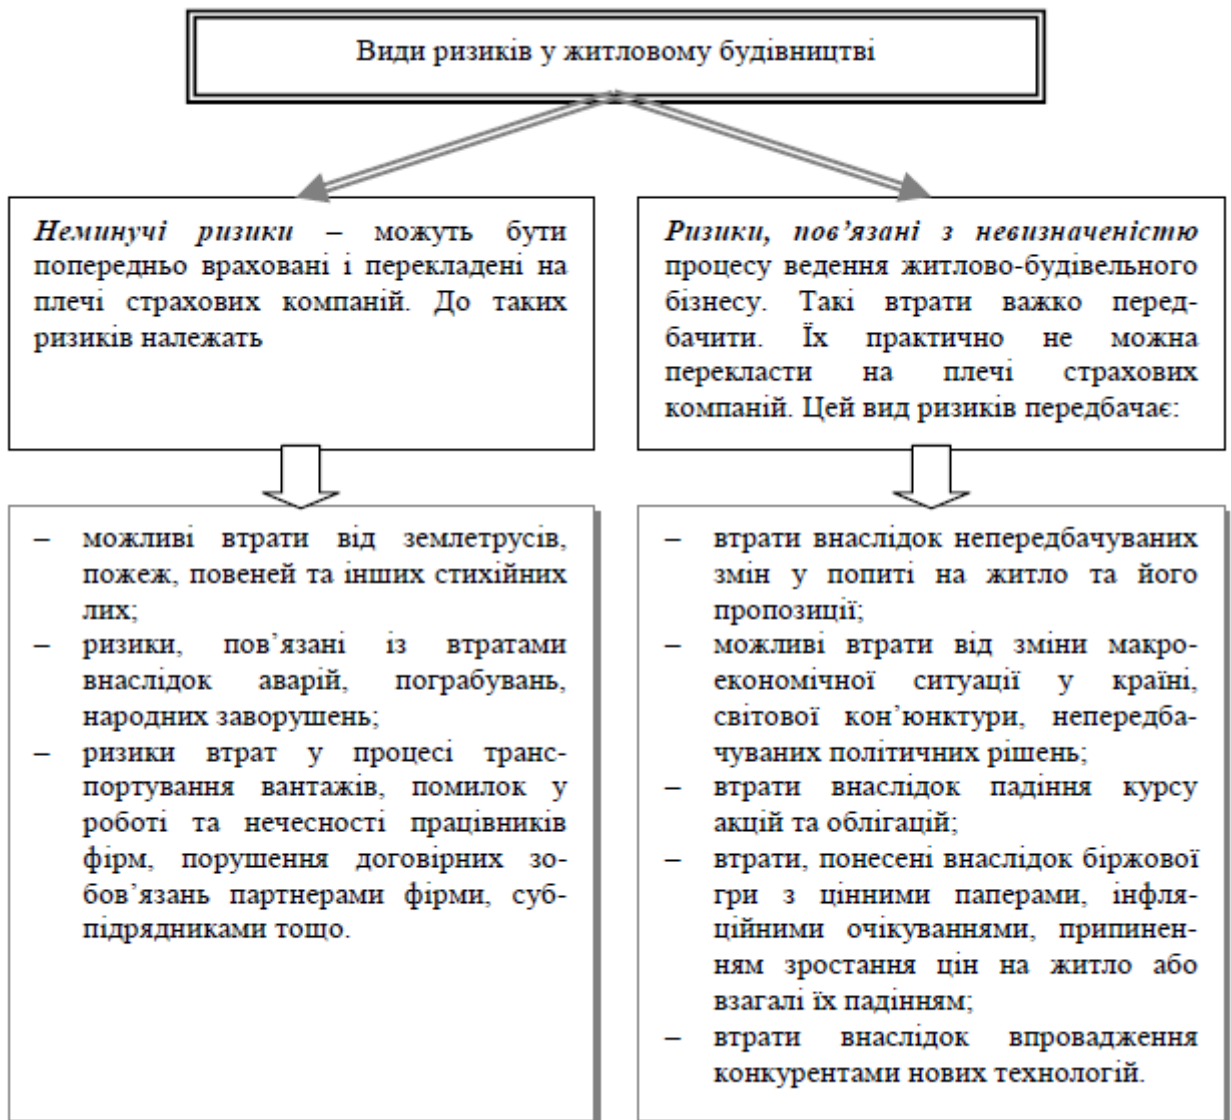 Види ризиків у житловому будівництві
Неминучі ризики – можуть бути
попередньо враховані і перекладені на
плечі страхових компаній. До таких
ризиків належать
Ризики, пов’язані з невизначеністю
процесу ведення житлово-будівельного
бізнесу. Такі втрати важко перед-
бачити. Їх практично не можна
перекласти на плечі страхових
компаній. Цей вид ризиків передбачає:
– можливі втрати від землетрусів,
пожеж, повеней та інших стихійних
лих;
– ризики, пов’язані із втратами
внаслідок аварій, пограбувань,
народних заворушень;
– ризики втрат у процесі транс-
портування вантажів, помилок у
роботі та нечесності працівників
фірм, порушення договірних зо-
бов’язань партнерами фірми, суб-
підрядниками тощо.
– втрати внаслідок непередбачуваних
змін у попиті на житло та його
пропозиції;
– можливі втрати від зміни макро-
економічної ситуації у країні,
світової кон’юнктури, непередба-
чуваних політичних рішень;
– втрати внаслідок падіння курсу
акцій та облігацій;
– втрати, понесені внаслідок біржової
гри з цінними паперами, інфля-
ційними очікуваннями, припинен-
ням зростання цін на житло або
взагалі їх падінням;
– втрати внаслідок впровадження
конкурентами нових технологій.